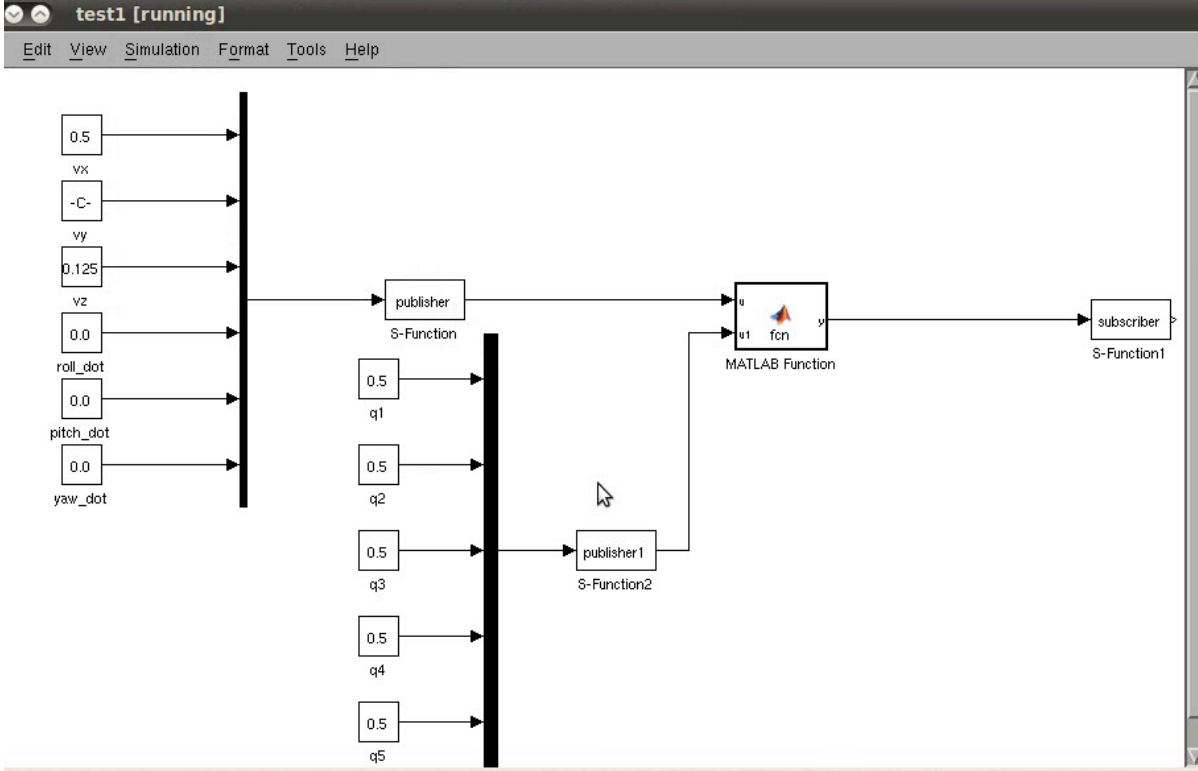 test1 [running]
Edit View Simulation Format Tools Help
0.5
vx
-C-
vy
0.125
vz
0.0
roll_dot
0.0
pitch_dot
0.0
yaw_dot
publisher
S-Function
0.5
q1
0.5
q2
0.5
q3
0.5
q4
0.5
q5
publisher1
S-Function2
u
u1 fcn y
MATLAB Function
subscriber
S-Function1